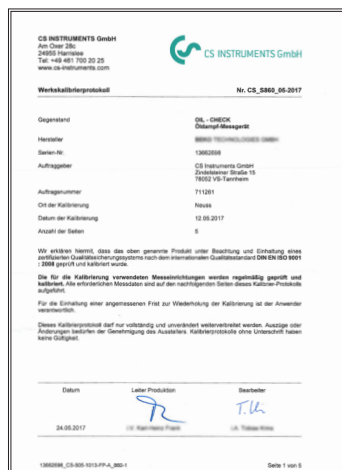 CS INSTRUMENTS GmbH
Am Oxer 28c
24955 Harrislee
Tel: +49 461 700 20 25
www.cs-instruments.com
CS INSTRUMENTS GmbH
Werkskalibrierprotokoll Nr. CS_S860_05-2017
Gegenstand OIL - CHECK
Öldampf-Messgerät
Hersteller
Serien-Nr. 13662698
Auftraggeber CS Instruments GmbH
Zindelsteiner Straße 15
78052 VS-Tannheim
Auftragsnummer 711261
Ort der Kalibrierung Neuss
Datum der Kalibrierung 12.05.2017
Anzahl der Seiten 5
Wir erklären hiermit, dass das oben genannte Produkt unter Beachtung und Einhaltung eines
zertifizierten Qualitätssicherungssystems nach dem internationalen Qualitätsstandard DIN EN ISO 9001
: 2008 geprüft und kalibriert wurde.
Die für die Kalibrierung verwendeten Messeinrichtungen werden regelmäßig geprüft und
kalibriert. Alle erforderlichen Messdaten sind auf den nachfolgenden Seiten dieses Kalibrier-Protokolls
aufgeführt.
Für die Einhaltung einer angemessenen Frist zur Wiederholung der Kalibrierung ist der Anwender
verantwortlich.
Dieses Kalibrierprotokoll darf nur vollständig und unverändert weiterverbreitet werden. Auszüge oder
Änderungen bedürfen der Genehmigung des Ausstellers. Kalibrierprotokolle ohne Unterschrift haben
keine Gültigkeit.
Datum Leiter Produktion Bearbeiter
24.05.2017
13662698_CS-505-1013-FP-A_860-1 Seite 1 von 5